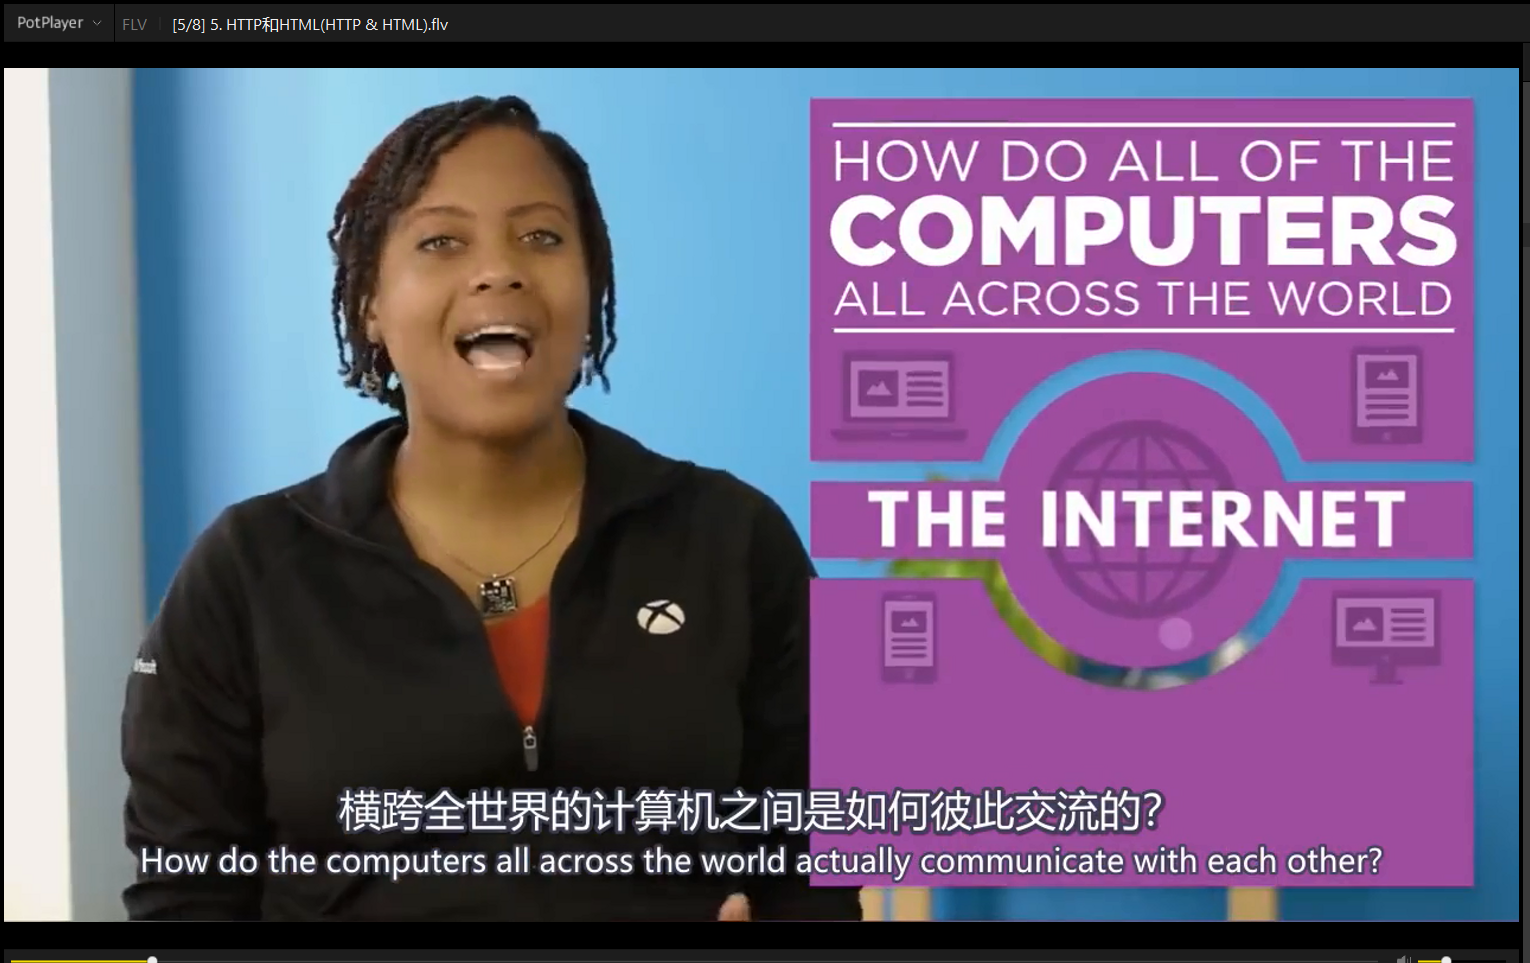 PotPlayer
FLV
[5/8] 5. HTTP和HTML(HTTP & HTML).flv
HOW DO ALL OF THE
COMPUTERS
ALL ACROSS THE WORLD
THE INTERNET
横跨全世界的计算机之间是如何彼此交流的?
How do the computers all across the world actually communicate with each other?